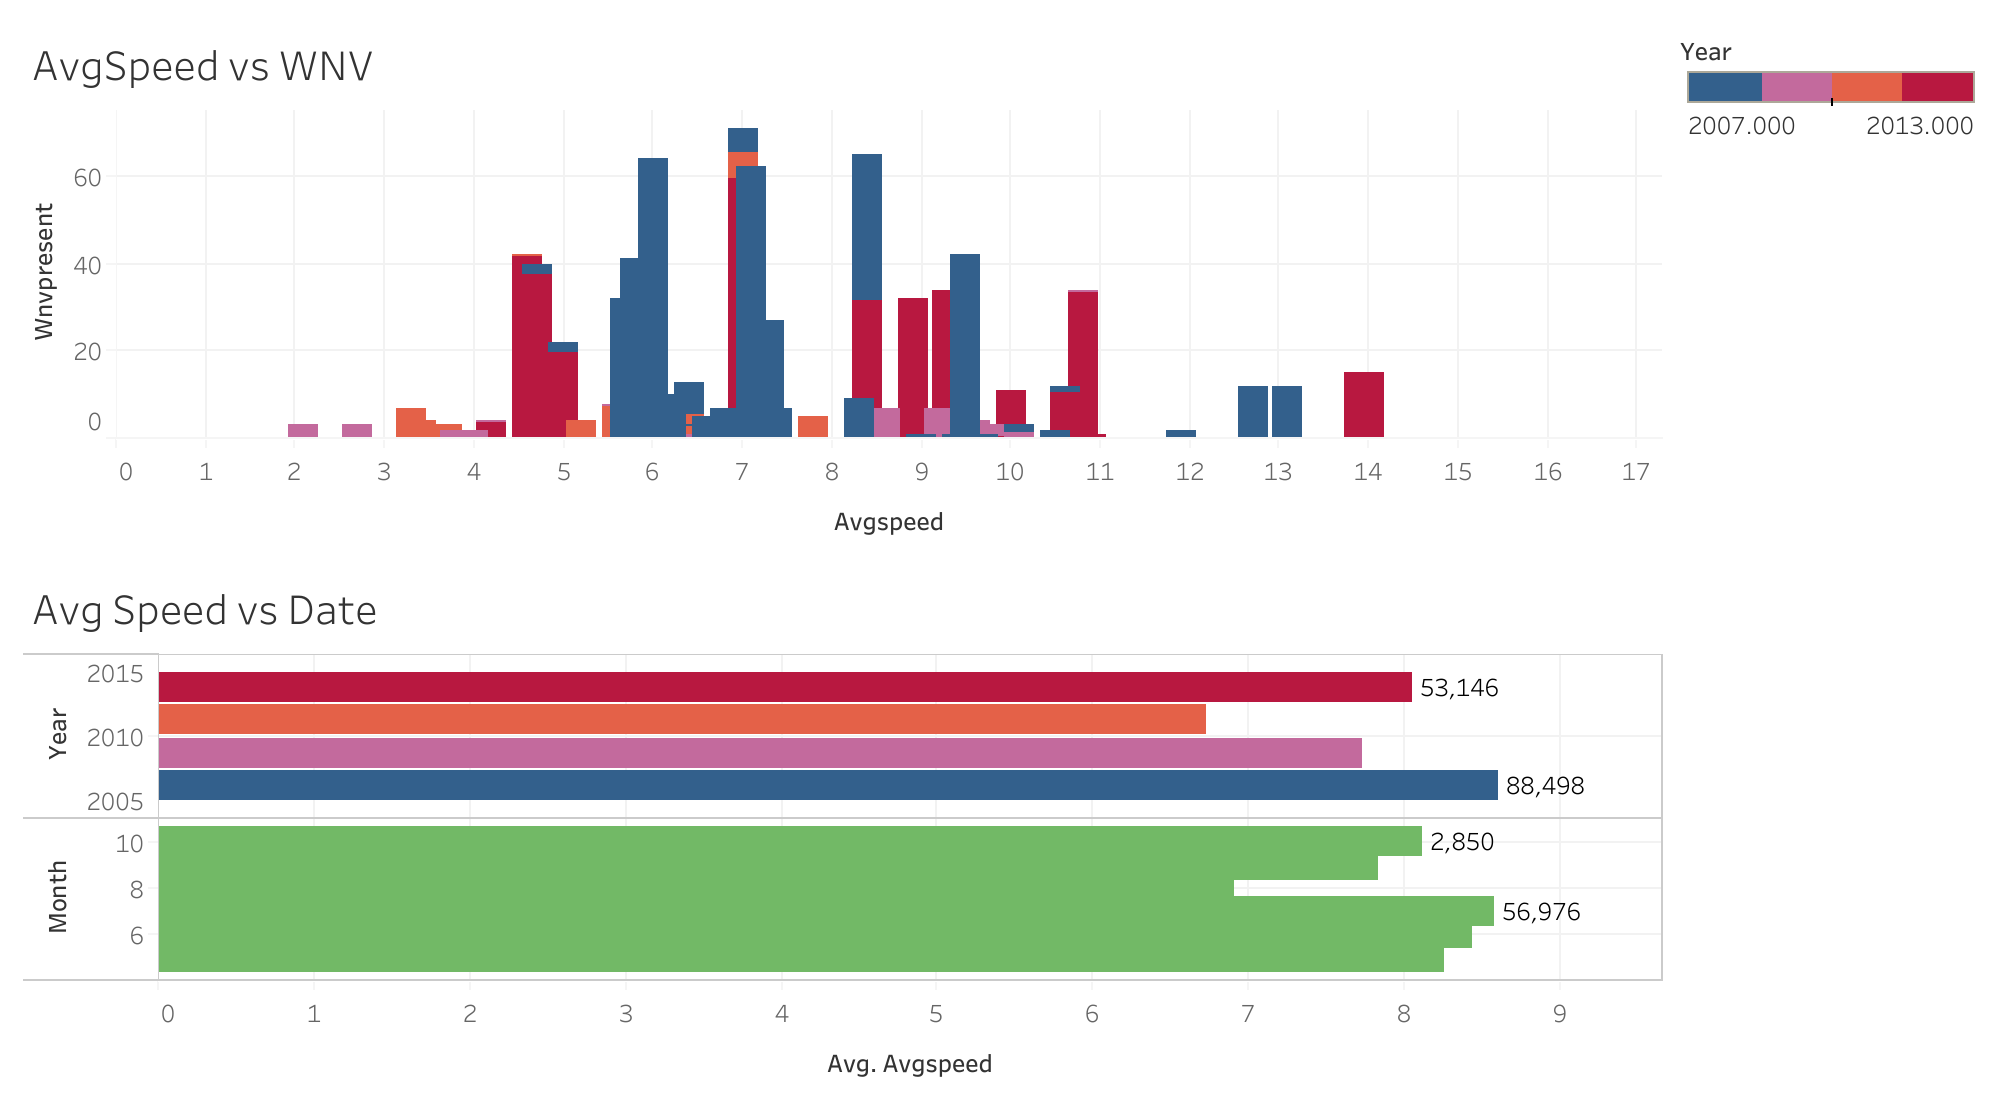 AvgSpeed vs WNV
Year
2007.000 2013.000
Wnvpresent
60
40
20
0
0 1 2 3 4 5 6 7 8 9 10 11 12 13 14 15 16 17
Avgspeed
Avg Speed vs Date
Year
2015
53,146
2010
88,498
2005
Month
10
2,850
8
56,976
6
0 1 2 3 4 5 6 7 8 9
Avg. Avgspeed